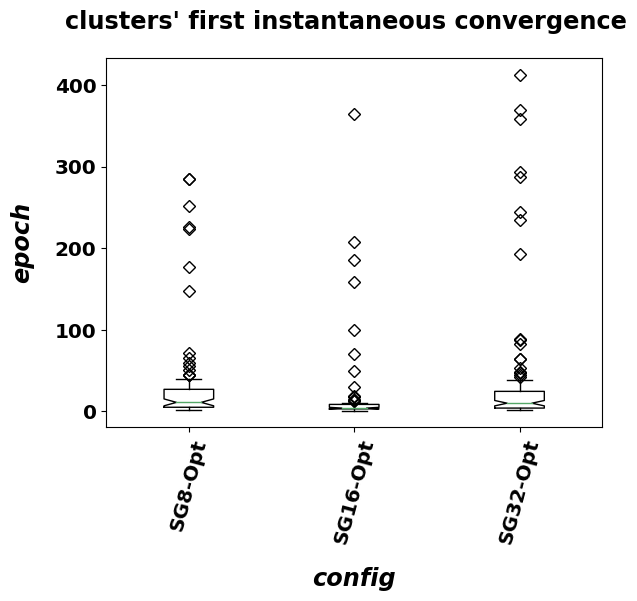 clusters' first instantaneous convergence
400
300
200
100
0
epoch
SG8-Opt
SG16-Opt
SG32-Opt
config